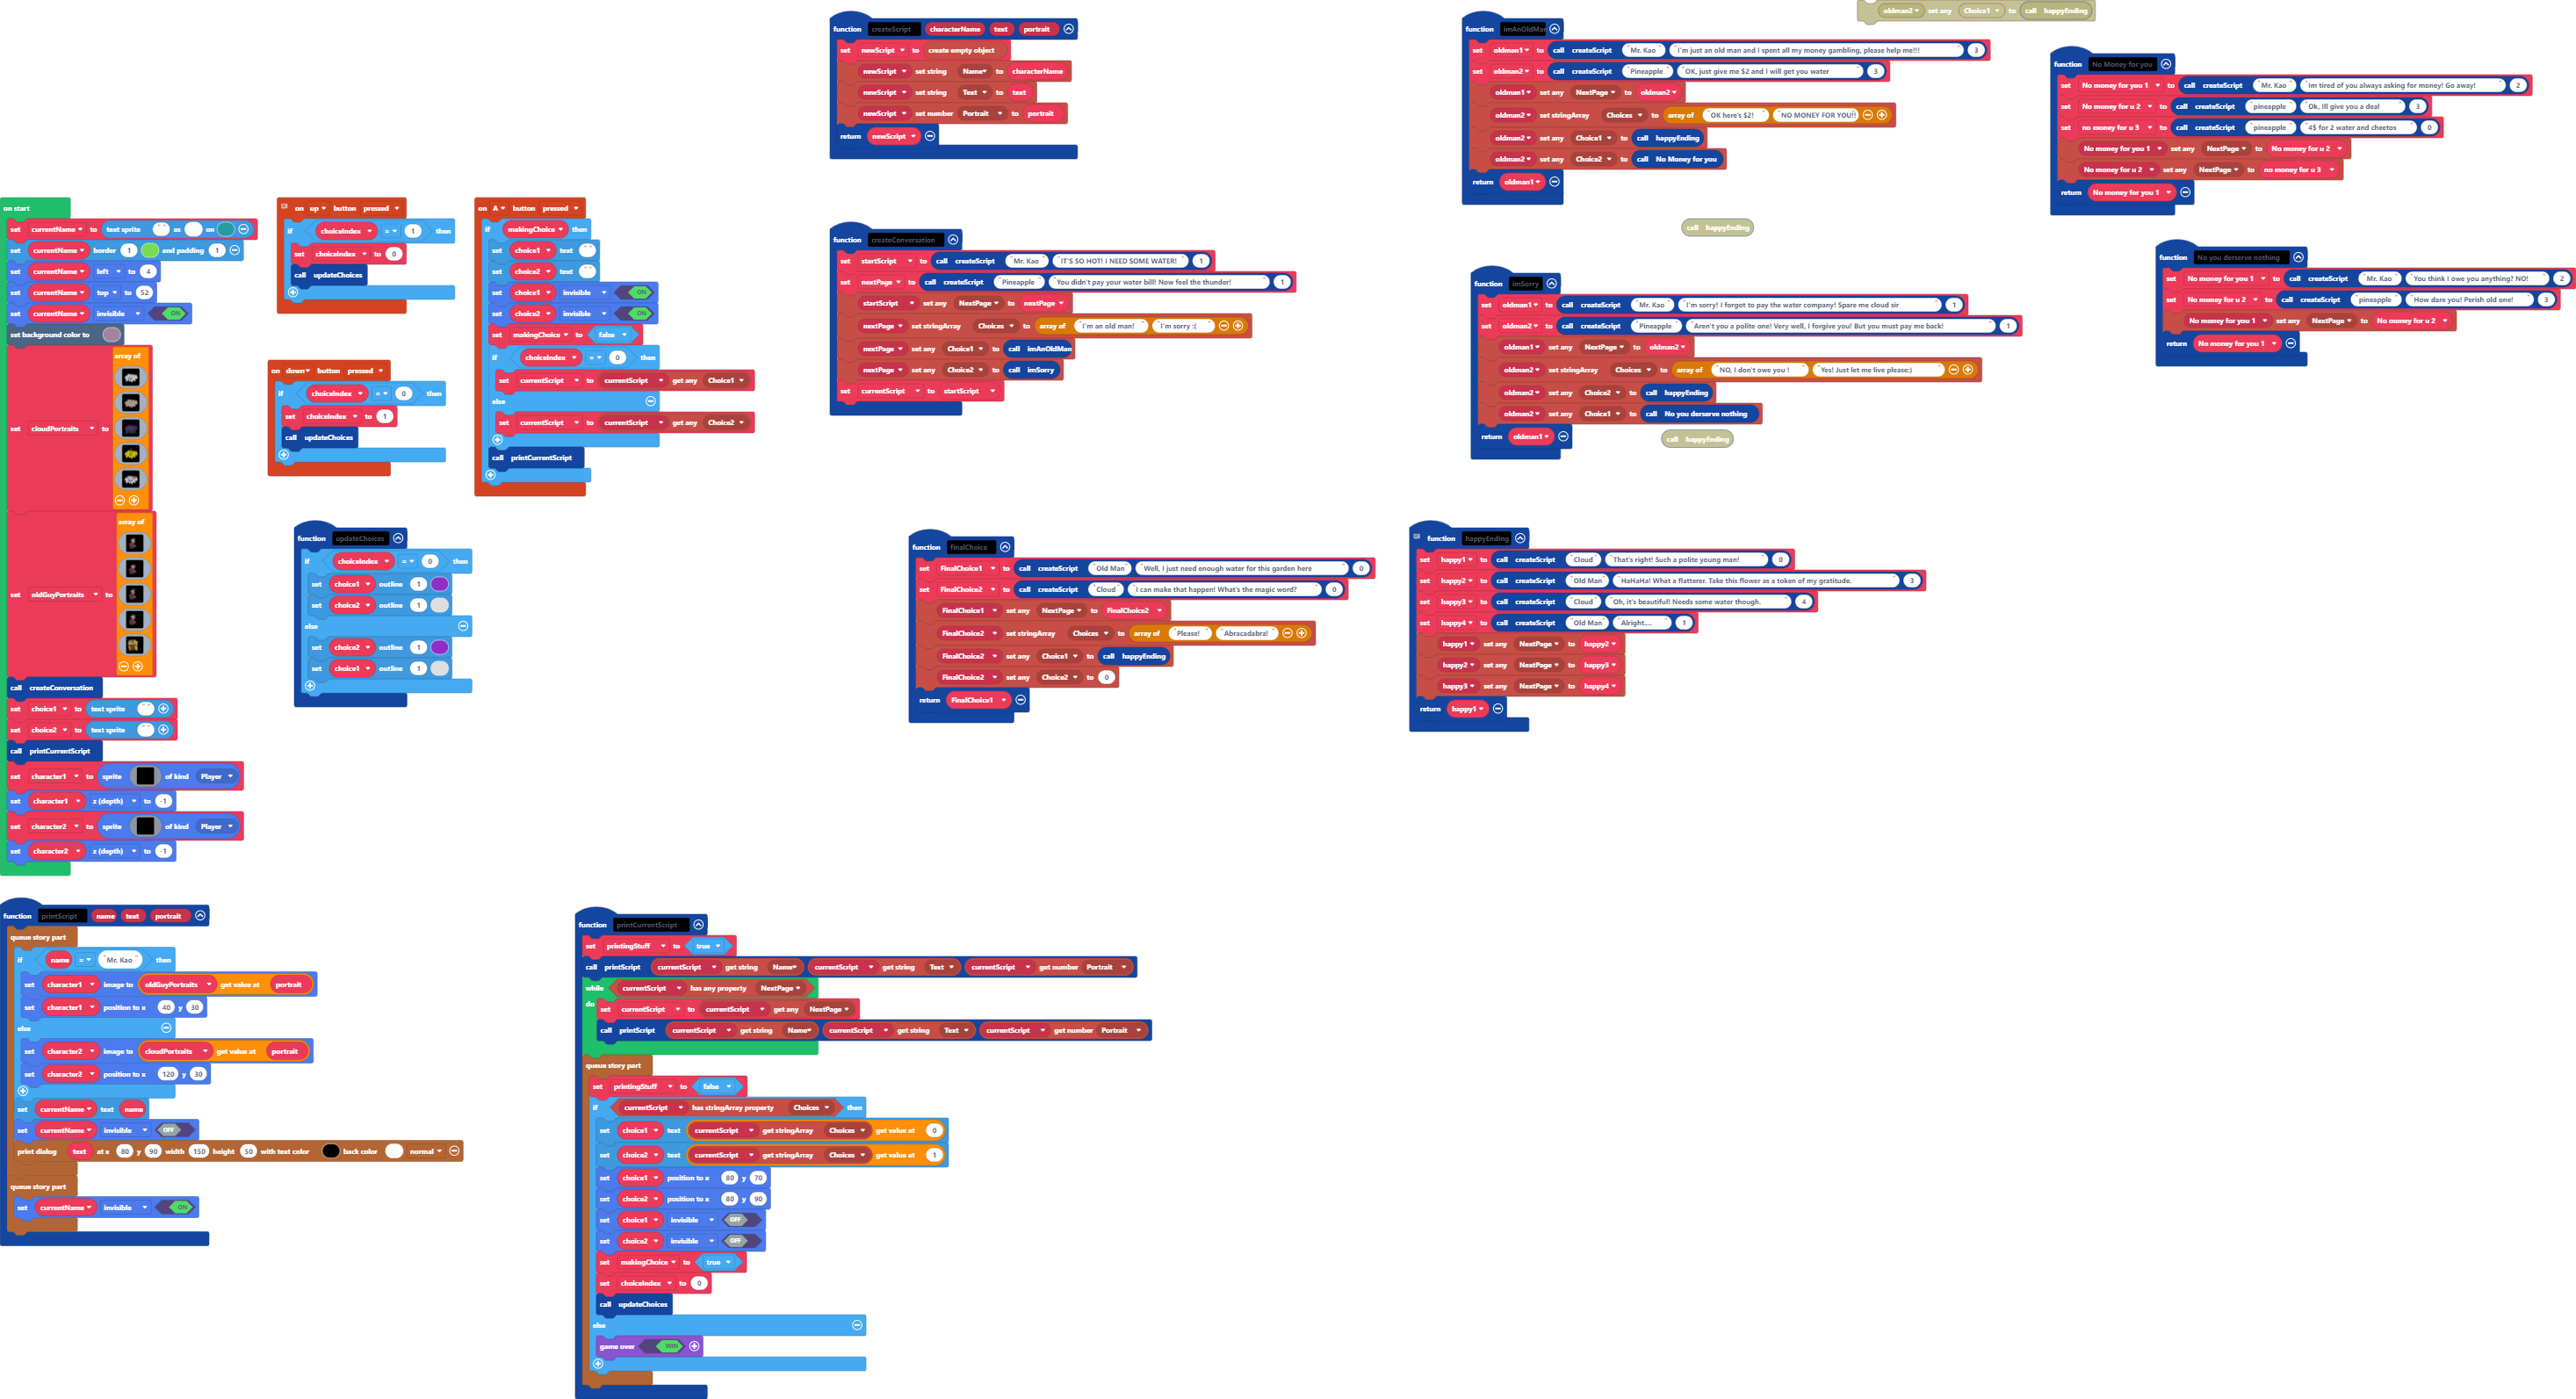 oldman2 set any Choice1 to call happyEnding
function createScript characterName text portrait
set newScript to create empty object
newScript set string Name to characterName
newScript set string Text to text
newScript set number Portrait to portrait
return newScript
function imAnOldMan
set oldman1 to call createScript "Mr. Kao" "I'm just an old man and I spent all my money gambling, please help me!!!" 3
set oldman2 to call createScript "Pineapple" "OK, just give me $2 and I will get you water" 3
oldman1 set any NextPage to oldman2
oldman2 set stringArray Choices to array of "OK here's $2!" "NO MONEY FOR YOU!!"
oldman2 set any Choice1 to call happyEnding
oldman2 set any Choice2 to call No Money for you
return oldman1
function No Money for you
set No money for you 1 to call createScript "Mr. Kao" "Im tired of you always asking for money! Go away!" 2
set No money for u 2 to call createScript "pineapple" "Ok, Ill give you a deal" 3
set no money for u 3 to call createScript "pineapple" "4$ for 2 water and cheetos" 0
No money for you 1 set any NextPage to No money for u 2
No money for u 2 set any NextPage to no money for u 3
return No money for you 1
on start
set currentName to text sprite " " as on
set currentName border 1 and padding 1
set currentName left to 4
set currentName top to 52
set currentName invisible ON
set background color to
set cloudPortraits to array of
set oldGuyPortraits to array of
call createConversation
set choice1 to text sprite " "
set choice2 to text sprite " "
call printCurrentScript
set character1 to sprite of kind Player
set character1 z (depth) to -1
set character2 to sprite of kind Player
set character2 z (depth) to -1
on up button pressed
if choiceIndex = 1 then
set choiceIndex to 0
call updateChoices
on down button pressed
if choiceIndex = 0 then
set choiceIndex to 1
call updateChoices
on A button pressed
if makingChoice then
set choice1 text " "
set choice2 text " "
set choice1 invisible ON
set choice2 invisible ON
set makingChoice to false
if choiceIndex = 0 then
set currentScript to currentScript get any Choice1
else
set currentScript to currentScript get any Choice2
call printCurrentScript
function updateChoices
if choiceIndex = 0 then
set choice1 outline 1
set choice2 outline 1
else
set choice2 outline 1
set choice1 outline 1
function createConversation
set startScript to call createScript "Mr. Kao" "IT'S SO HOT! I NEED SOME WATER!" 1
set nextPage to call createScript "Pineapple" "You didn't pay your water bill! Now feel the thunder!" 1
startScript set any NextPage to nextPage
nextPage set stringArray Choices to array of "I'm an old man!" "I'm sorry :("
nextPage set any Choice1 to call imAnOldMan
nextPage set any Choice2 to call imSorry
set currentScript to startScript
call happyEnding
function imSorry
set oldman1 to call createScript "Mr. Kao" "I'm sorry! I forgot to pay the water company! Spare me cloud sir" 1
set oldman2 to call createScript "Pineapple" "Aren't you a polite one! Very well, I forgive you! But you must pay me back!" 1
oldman1 set any NextPage to oldman2
oldman2 set stringArray Choices to array of "NO, I don't owe you !" "Yes! Just let me live please:)"
oldman2 set any Choice2 to call happyEnding
oldman2 set any Choice1 to call No you derserve nothing
return oldman1
call happyEnding
function No you derserve nothing
set No money for you 1 to call createScript "Mr. Kao" "You think I owe you anything? NO!" 2
set No money for u 2 to call createScript "pineapple" "How dare you! Perish old one!" 3
No money for you 1 set any NextPage to No money for u 2
return No money for you 1
function finalChoice
set FinalChoice1 to call createScript "Old Man" "Well, I just need enough water for this garden here" 0
set FinalChoice2 to call createScript "Cloud" "I can make that happen! What's the magic word?" 0
FinalChoice1 set any NextPage to FinalChoice2
FinalChoice2 set stringArray Choices to array of "Please!" "Abracadabra!"
FinalChoice2 set any Choice1 to call happyEnding
FinalChoice2 set any Choice2 to 0
return FinalChoice1
function happyEnding
set happy1 to call createScript "Cloud" "That's right! Such a polite young man!" 0
set happy2 to call createScript "Old Man" "HaHaHa! What a flatterer. Take this flower as a token of my gratitude." 3
set happy3 to call createScript "Cloud" "Oh, it's beautiful! Needs some water though." 4
set happy4 to call createScript "Old Man" "Alright...." 1
happy1 set any NextPage to happy2
happy2 set any NextPage to happy3
happy3 set any NextPage to happy4
return happy1
function printScript name text portrait
queue story part
if name = "Mr. Kao" then
set character1 image to oldGuyPortraits get value at portrait
set character1 position to x 40 y 30
else
set character2 image to cloudPortraits get value at portrait
set character2 position to x 120 y 30
set currentName text name
set currentName invisible OFF
print dialog text at x 80 y 90 width 150 height 50 with text color back color normal
queue story part
set currentName invisible ON
function printCurrentScript
set printingStuff to true
call printScript currentScript get string Name currentScript get string Text currentScript get number Portrait
while currentScript has any property NextPage
do set currentScript to currentScript get any NextPage
call printScript currentScript get string Name currentScript get string Text currentScript get number Portrait
queue story part
set printingStuff to false
if currentScript has stringArray property Choices then
set choice1 text currentScript get stringArray Choices get value at 0
set choice2 text currentScript get stringArray Choices get value at 1
set choice1 position to x 80 y 70
set choice2 position to x 80 y 90
set choice1 invisible OFF
set choice2 invisible OFF
set makingChoice to true
set choiceIndex to 0
call updateChoices
else
game over WIN